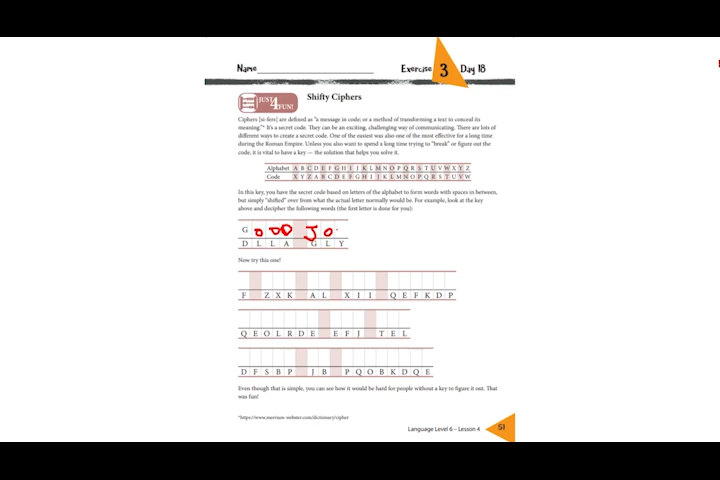 Name Exercise 3 Day 18
JUST 4 FUN! Shifty Ciphers
Ciphers [si-fers] are defined as "a message in code; or a method of transforming a text to conceal its
meaning."* It's a secret code. They can be an exciting, challenging way of communicating. There are lots of
different ways to create a secret code. One of the easiest was also one of the most effective for a long time
during the Roman Empire. Unless you also want to spend a long time trying to "break" or figure out the
code, it is vital to have a key — the solution that helps you solve it.
Alphabet A B C D E F G H I J K L M N O P Q R S T U V W X Y Z
Code X Y Z A B C D E F G H I J K L M N O P Q R S T U V W
In this key, you have the secret code based on letters of the alphabet to form words with spaces in between,
but simply "shifted" over from what the actual letter normally would be. For example, look at the key
above and decipher the following words (the first letter is done for you):
G O O D J O
D L L A G L Y
Now try this one!
F Z X K A L X I I Q E F K D P
Q E O L R D E E F J T E L
D F S B P J B P Q O B K D Q E
Even though that is simple, you can see how it would be hard for people without a key to figure it out. That
was fun!
*https://www.merriam-webster.com/dictionary/cipher
Language Level 6 – Lesson 4 51